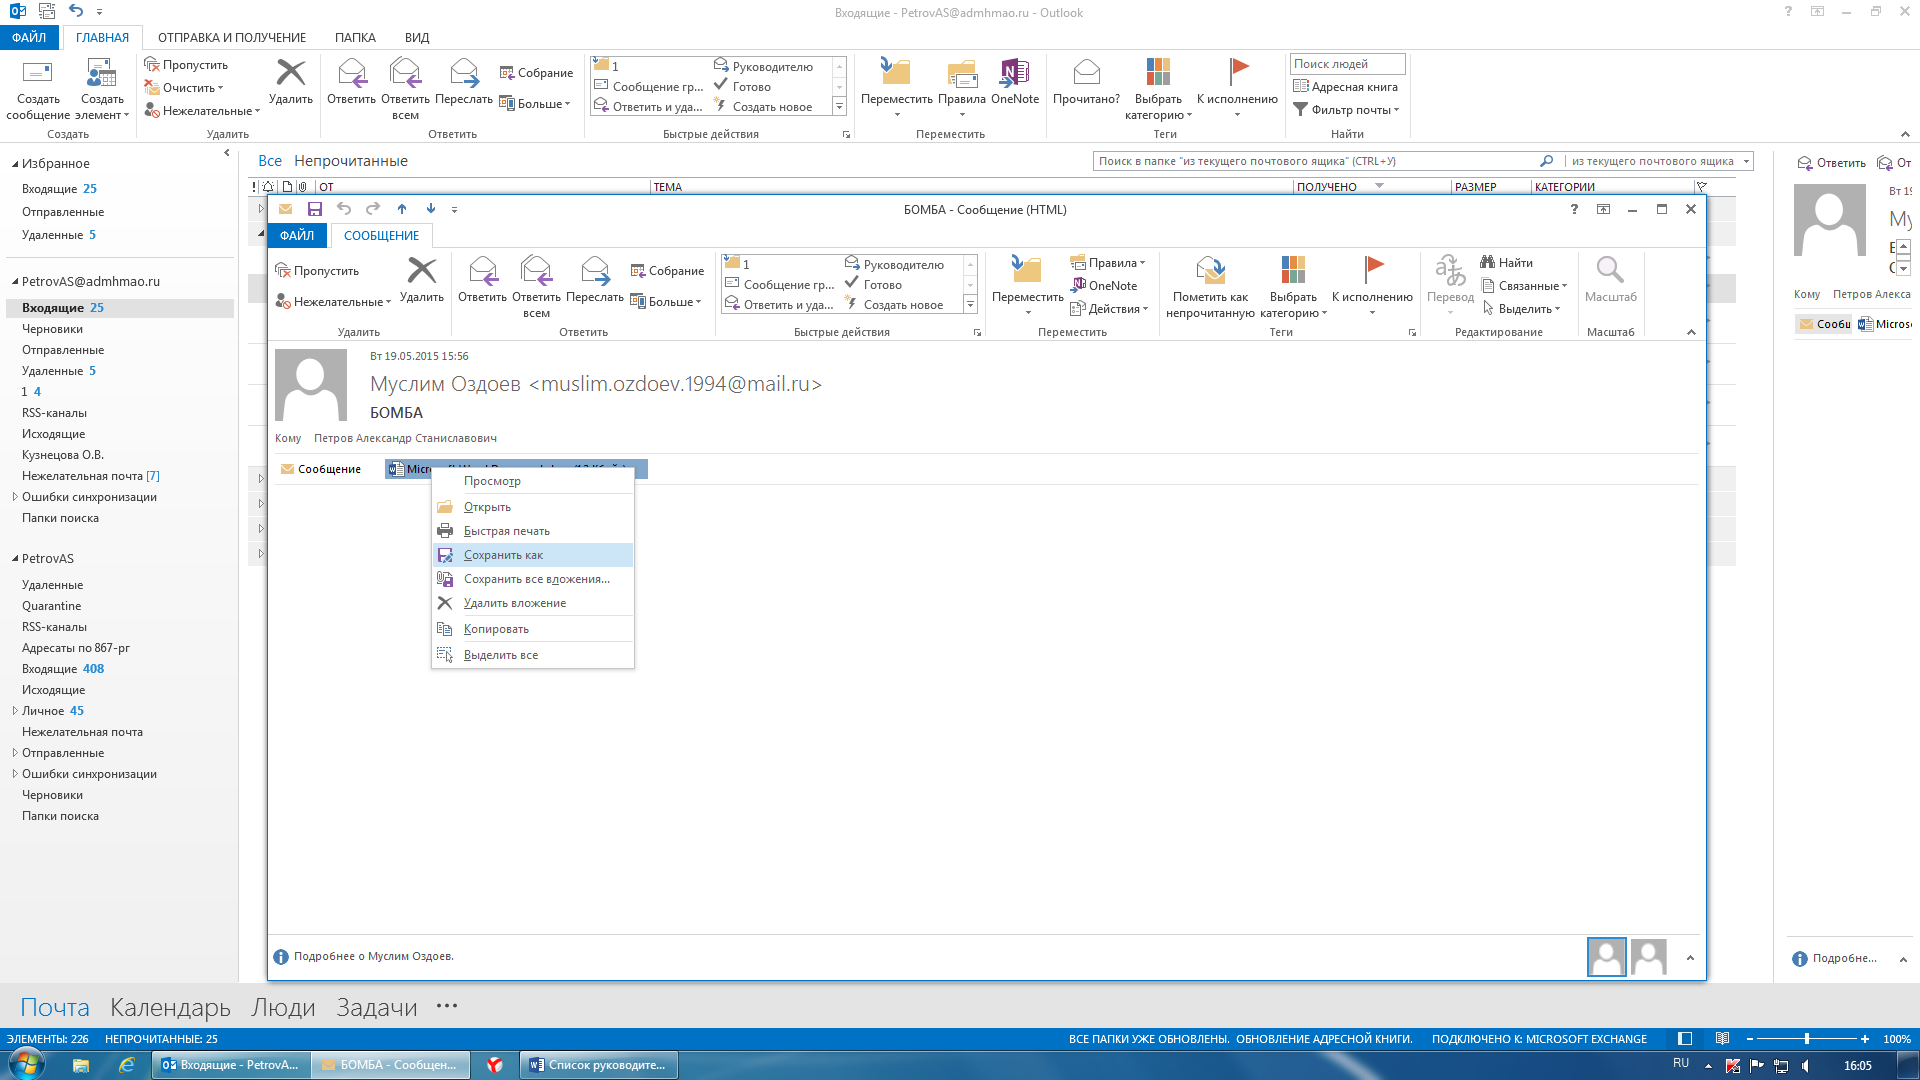 Входящие - PetrovAS@admhmao.ru - Outlook
ФАЙЛ ГЛАВНАЯ ОТПРАВКА И ПОЛУЧЕНИЕ ПАПКА ВИД
Создать сообщение
Создать элемент
Создать
Пропустить
Очистить
Нежелательные
Удалить
Удалить
Ответить
Ответить всем
Переслать
Собрание
Больше
Ответить
1
Сообщение гр...
Ответить и уда...
Руководителю
Готово
Создать новое
Быстрые действия
Переместить
Правила
OneNote
Переместить
Прочитано?
Выбрать категорию
К исполнению
Теги
Поиск людей
Адресная книга
Фильтр почты
Найти
Избранное
Входящие 25
Отправленные
Удаленные 5
PetrovAS@admhmao.ru
Входящие 25
Черновики
Отправленные
Удаленные 5
1 4
RSS-каналы
Исходящие
Кузнецова О.В.
Нежелательная почта [7]
Ошибки синхронизации
Папки поиска
PetrovAS
Удаленные
Quarantine
RSS-каналы
Адресаты по 867-рг
Входящие 408
Исходящие
Личное 45
Нежелательная почта
Отправленные
Ошибки синхронизации
Черновики
Папки поиска
Все Непрочитанные
Поиск в папке "из текущего почтового ящика" (CTRL+У)
из текущего почтового ящика
ОТ ТЕМА ПОЛУЧЕНО РАЗМЕР КАТЕГОРИИ
БОМБА - Сообщение (HTML)
ФАЙЛ СООБЩЕНИЕ
Пропустить
Нежелательные
Удалить
Удалить
Ответить
Ответить всем
Переслать
Собрание
Больше
Ответить
1
Сообщение гр...
Ответить и уда...
Руководителю
Готово
Создать новое
Быстрые действия
Переместить
Правила
OneNote
Действия
Переместить
Пометить как непрочитанную
Выбрать категорию
К исполнению
Теги
Перевод
Найти
Связанные
Выделить
Редактирование
Масштаб
Масштаб
Вт 19.05.2015 15:56
Муслим Оздоев <muslim.ozdoev.1994@mail.ru>
БОМБА
Кому Петров Александр Станиславович
Сообщение
Просмотр
Открыть
Быстрая печать
Сохранить как
Сохранить все вложения...
Удалить вложение
Копировать
Выделить все
Подробнее о Муслим Оздоев.
Ответить От
Вт 19
Му
Кому Петров Алекса
Сообщ Microso
Подробне...
Почта Календарь Люди Задачи •••
ЭЛЕМЕНТЫ: 226 НЕПРОЧИТАННЫЕ: 25
ВСЕ ПАПКИ УЖЕ ОБНОВЛЕНЫ. ОБНОВЛЕНИЕ АДРЕСНОЙ КНИГИ. ПОДКЛЮЧЕНО К: MICROSOFT EXCHANGE
100%
Входящие - PetrovA...
БОМБА - Сообщен...
Список руководите...
RU
16:05